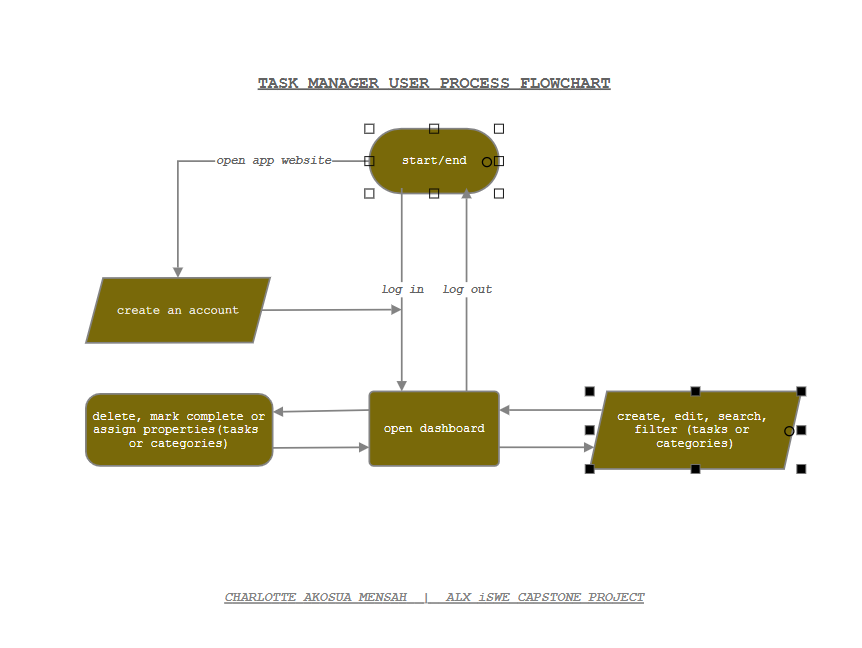 TASK MANAGER USER PROCESS FLOWCHART
start/end
open app website
log in
log out
create an account
delete, mark complete or
assign properties(tasks
or categories)
open dashboard
create, edit, search,
filter (tasks or
categories)
CHARLOTTE AKOSUA MENSAH | ALX iSWE CAPSTONE PROJECT